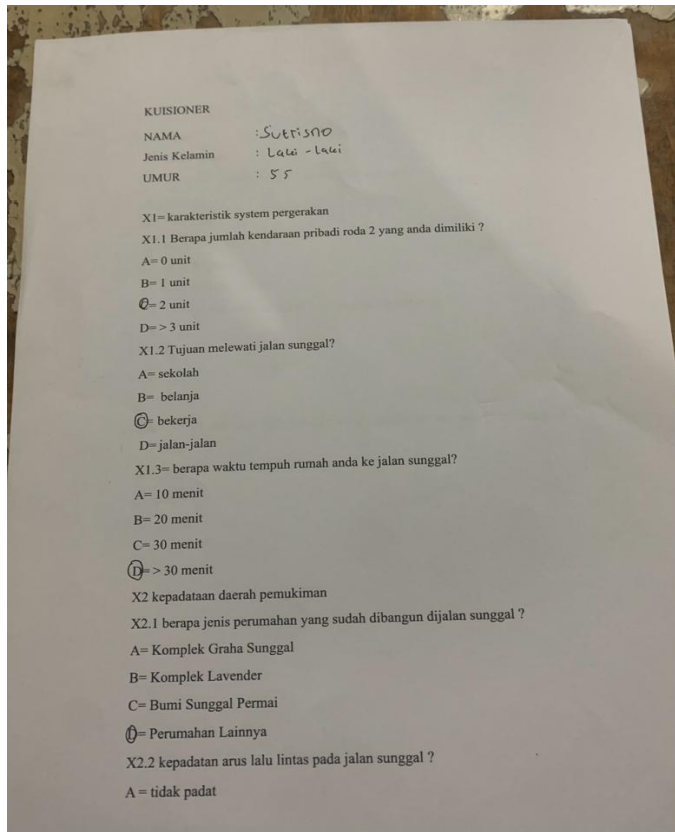 KUISIONER
NAMA : Sutrisno
Jenis Kelamin : Laki - Laki
UMUR : 55
X1= karakteristik system pergerakan
X1.1 Berapa jumlah kendaraan pribadi roda 2 yang anda dimiliki ?
A= 0 unit
B= 1 unit
C= 2 unit
D= > 3 unit
X1.2 Tujuan melewati jalan sunggal?
A= sekolah
B= belanja
C= bekerja
D= jalan-jalan
X1.3= berapa waktu tempuh rumah anda ke jalan sunggal?
A= 10 menit
B= 20 menit
C= 30 menit
D= > 30 menit
X2 kepadataan daerah pemukiman
X2.1 berapa jenis perumahan yang sudah dibangun dijalan sunggal ?
A= Komplek Graha Sunggal
B= Komplek Lavender
C= Bumi Sunggal Permai
D= Perumahan Lainnya
X2.2 kepadatan arus lalu lintas pada jalan sunggal ?
A = tidak padat